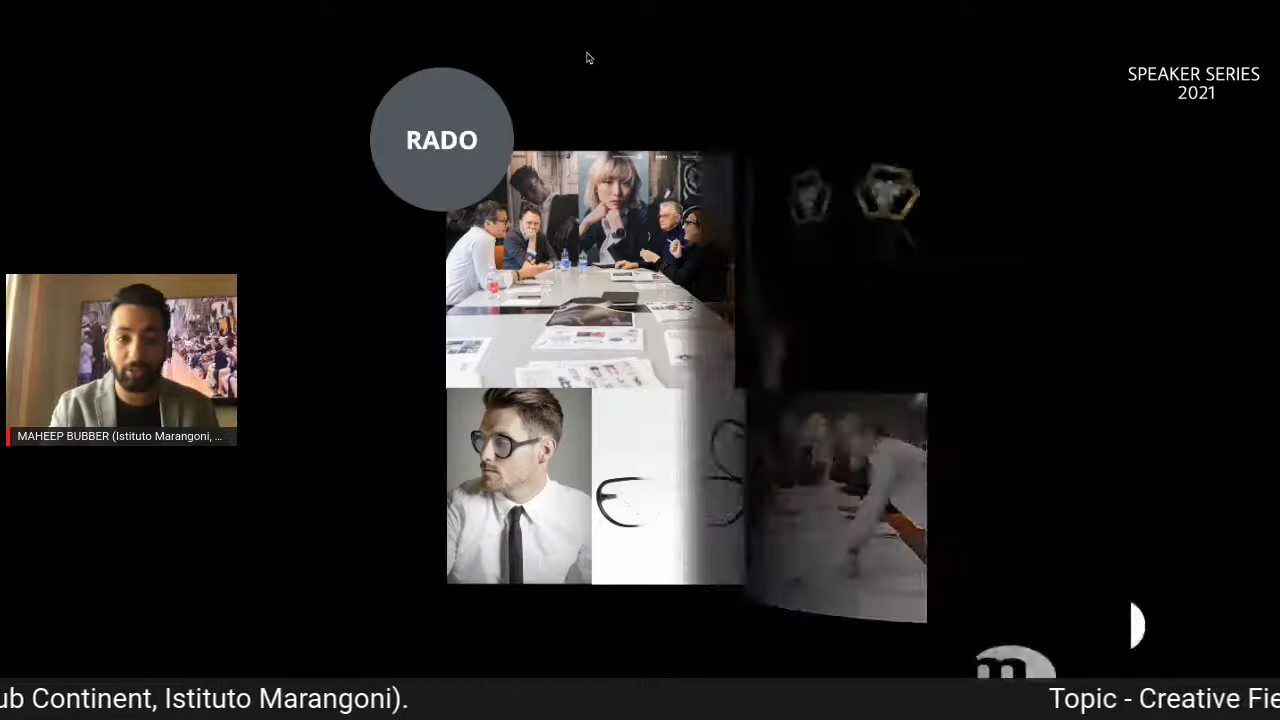 SPEAKER SERIES
2021
RADO
MAHEEP BUBBER (Istituto Marangoni, ...
m
ub Continent, Istituto Marangoni).
Topic - Creative Fie